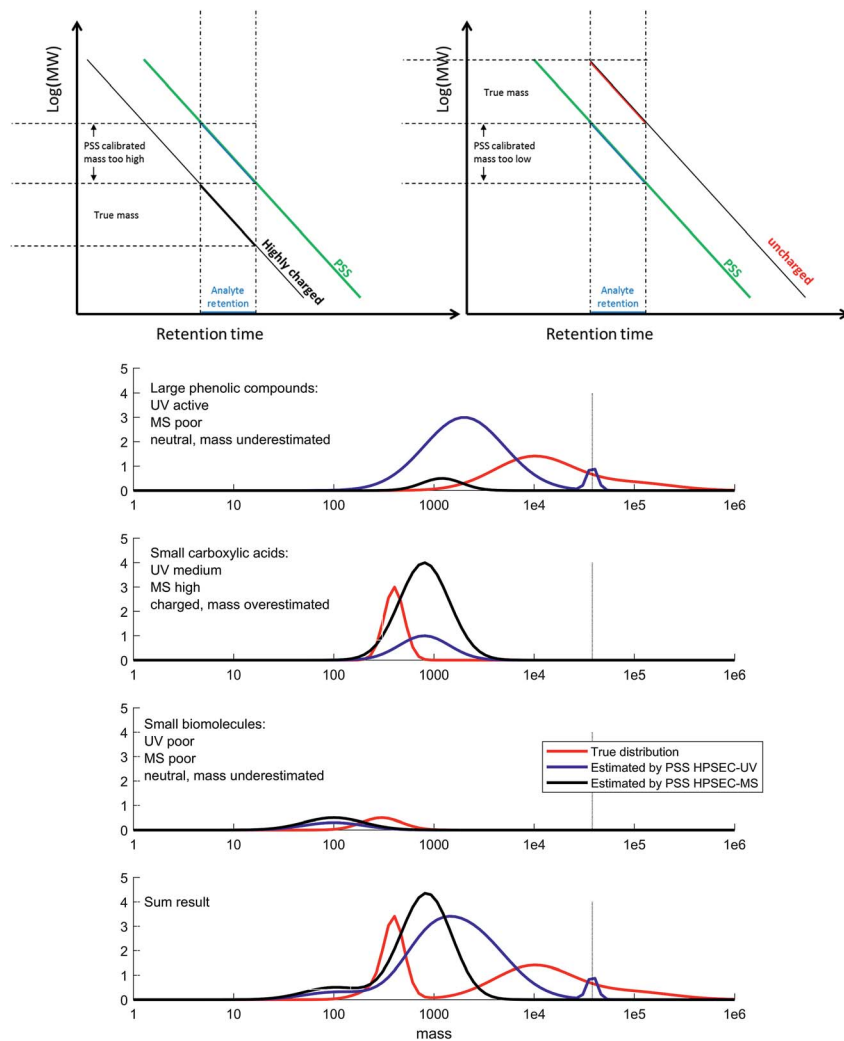 Log(MW)
PSS calibrated
mass too high
True mass
Highly charged
PSS
Analyte
retention
Retention time
Log(MW)
True mass
PSS calibrated
mass too low
PSS
uncharged
Analyte
retention
Retention time
5
4
3
2
1
0
Large phenolic compounds:
UV active
MS poor
neutral, mass underestimated
1 10 100 1000 1e4 1e5 1e6
5
4
3
2
1
0
Small carboxylic acids:
UV medium
MS high
charged, mass overestimated
1 10 100 1000 1e4 1e5 1e6
5
4
3
2
1
0
Small biomolecules:
UV poor
MS poor
neutral, mass underestimated
True distribution
Estimated by PSS HPSEC-UV
Estimated by PSS HPSEC-MS
1 10 100 1000 1e4 1e5 1e6
5
4
3
2
1
0
Sum result
1 10 100 1000 1e4 1e5 1e6
mass